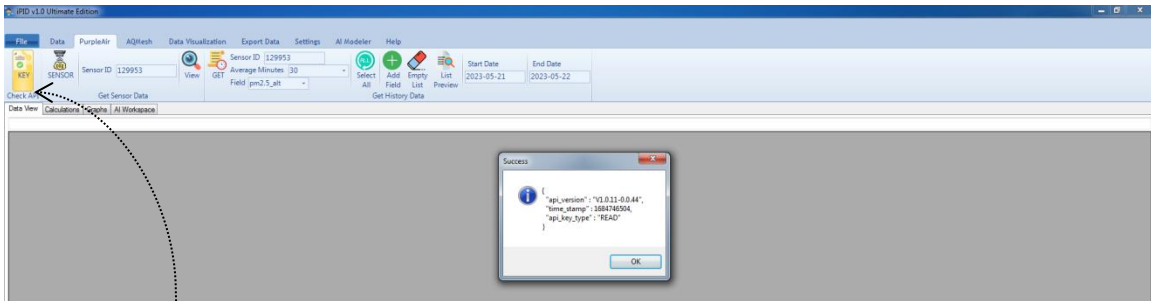 iPID v1.0 Ultimate Edition
File Data PurpleAir AQMesh Data Visualization Export Data Settings AI Modeler Help
KEY
Check API
SENSOR
Sensor ID 129953
View
Get Sensor Data
GET
Sensor ID 129953
Average Minutes 30
Field pm2.5_alt
ALL
Select All
Add Field
Empty List
List Preview
Get History Data
Start Date
2023-05-21
End Date
2023-05-22
Data View Calculations Graphs AI Workspace
Success
{
"api_version" : "V1.0.11-0.0.44",
"time_stamp" : 1684746504,
"api_key_type" : "READ"
}
OK